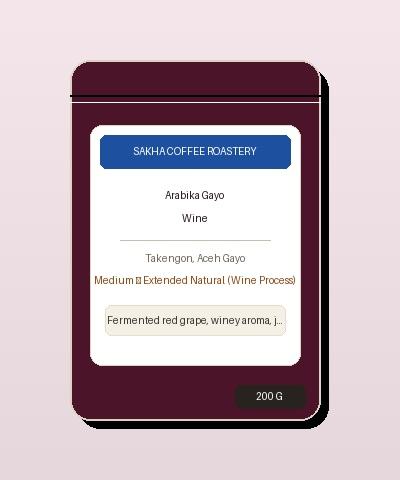 SAKHA COFFEE ROASTERY
Arabika Gayo
Wine
Takengon, Aceh Gayo
Medium Extended Natural (Wine Process)
Fermented red grape, winey aroma, j...
200 G